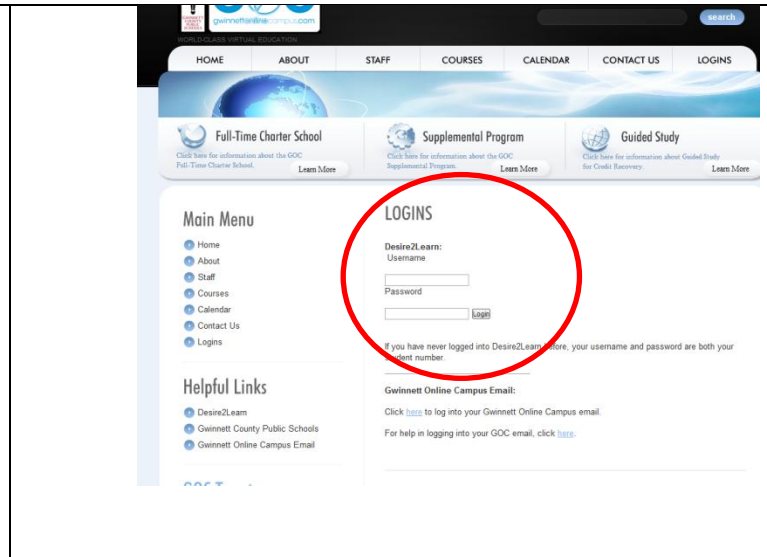 GWINNETT
COUNTY
PUBLIC
SCHOOLS
gwinnettonlinecampus.com
search
WORLD-CLASS VIRTUAL EDUCATION
HOME ABOUT STAFF COURSES CALENDAR CONTACT US LOGINS
Full-Time Charter School
Click here for information about the GOC
Full-Time Charter School.
Learn More
Supplemental Program
Click here for information about the GOC
Supplemental Program.
Learn More
Guided Study
Click here for information about Guided Study
for Credit Recovery.
Learn More
Main Menu
Home
About
Staff
Courses
Calendar
Contact Us
Logins
Helpful Links
Desire2Learn
Gwinnett County Public Schools
Gwinnett Online Campus Email
LOGINS
Desire2Learn:
Username
Password
Login
If you have never logged into Desire2Learn before, your username and password are both your
student number.
Gwinnett Online Campus Email:
Click here to log into your Gwinnett Online Campus email.
For help in logging into your GOC email, click here.